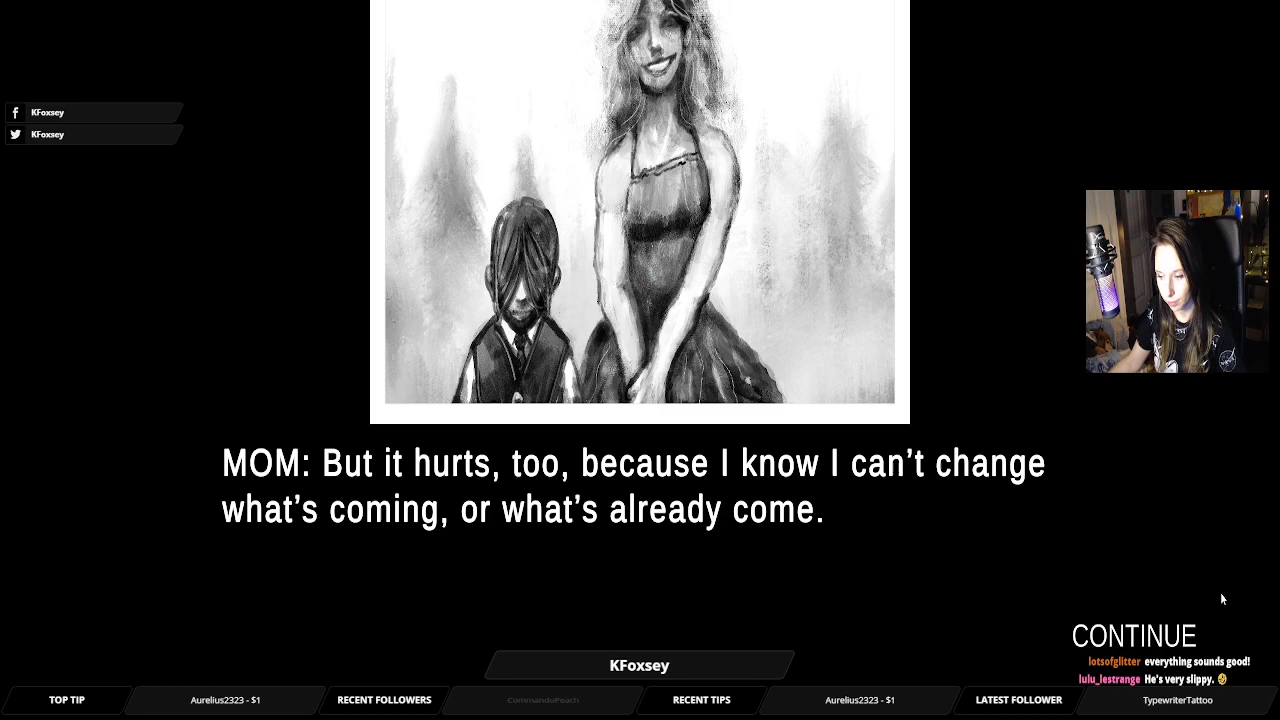 KFoxsey
KFoxsey
MOM: But it hurts, too, because I know I can't change
what's coming, or what's already come.
CONTINUE
lotsofglitter everything sounds good!
lulu_lestrange He's very slippy.
KFoxsey
TOP TIP
Aurelius2323 - $1
RECENT FOLLOWERS
CommandoPeach
RECENT TIPS
Aurelius2323 - $1
LATEST FOLLOWER
TypewriterTattoo